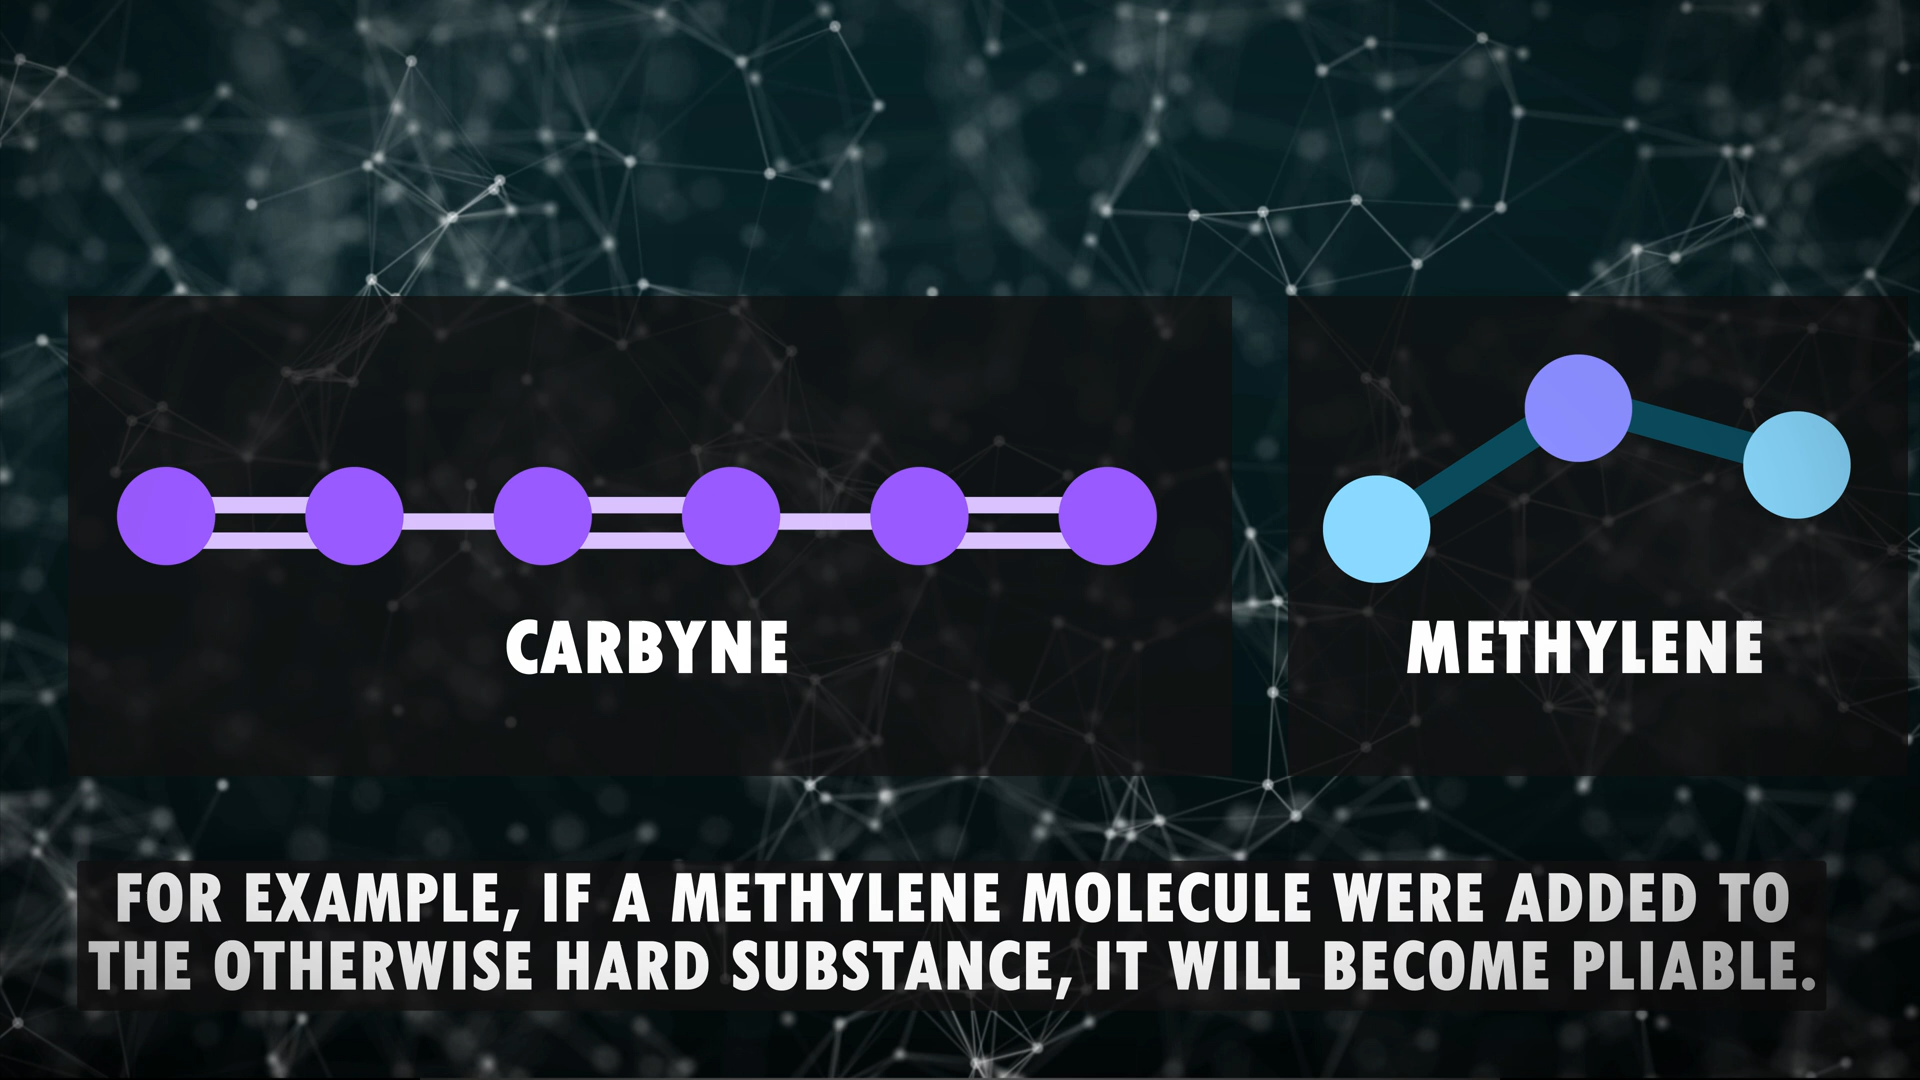 CARBYNE
METHYLENE
FOR EXAMPLE, IF A METHYLENE MOLECULE WERE ADDED TO
THE OTHERWISE HARD SUBSTANCE, IT WILL BECOME PLIABLE.